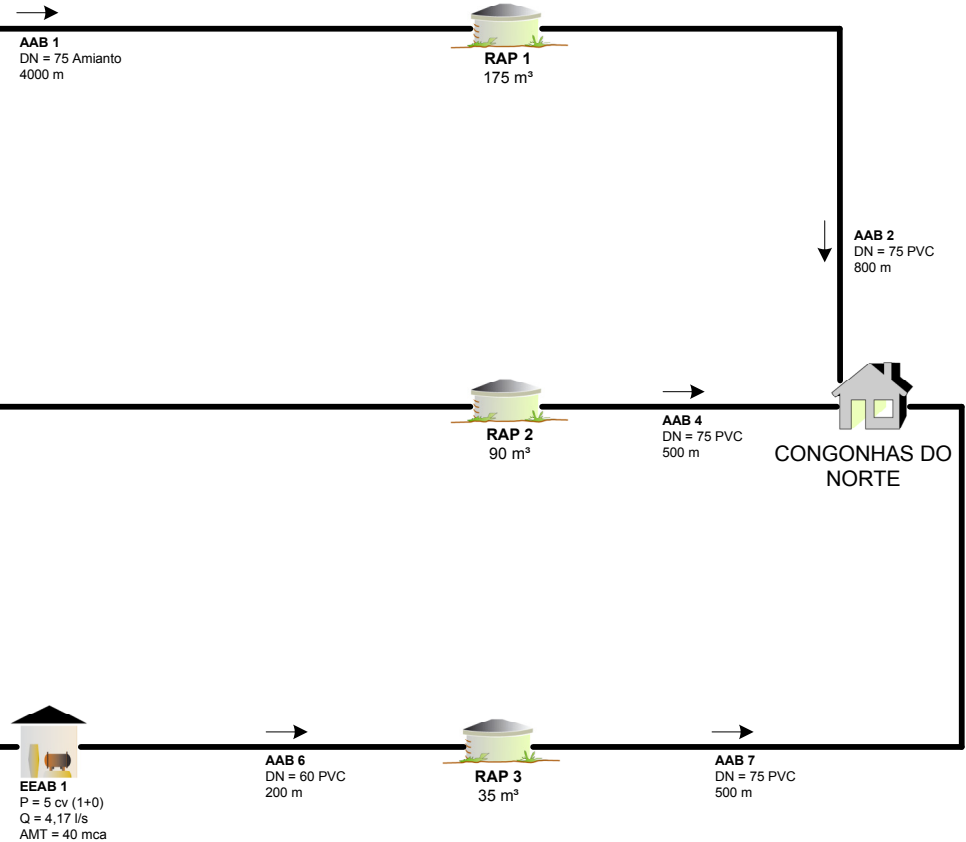 AAB 1
DN = 75 Amianto
4000 m
RAP 1
175 m³
AAB 2
DN = 75 PVC
800 m
RAP 2
90 m³
AAB 4
DN = 75 PVC
500 m
CONGONHAS DO
NORTE
EEAB 1
P = 5 cv (1+0)
Q = 4,17 l/s
AMT = 40 mca
AAB 6
DN = 60 PVC
200 m
RAP 3
35 m³
AAB 7
DN = 75 PVC
500 m